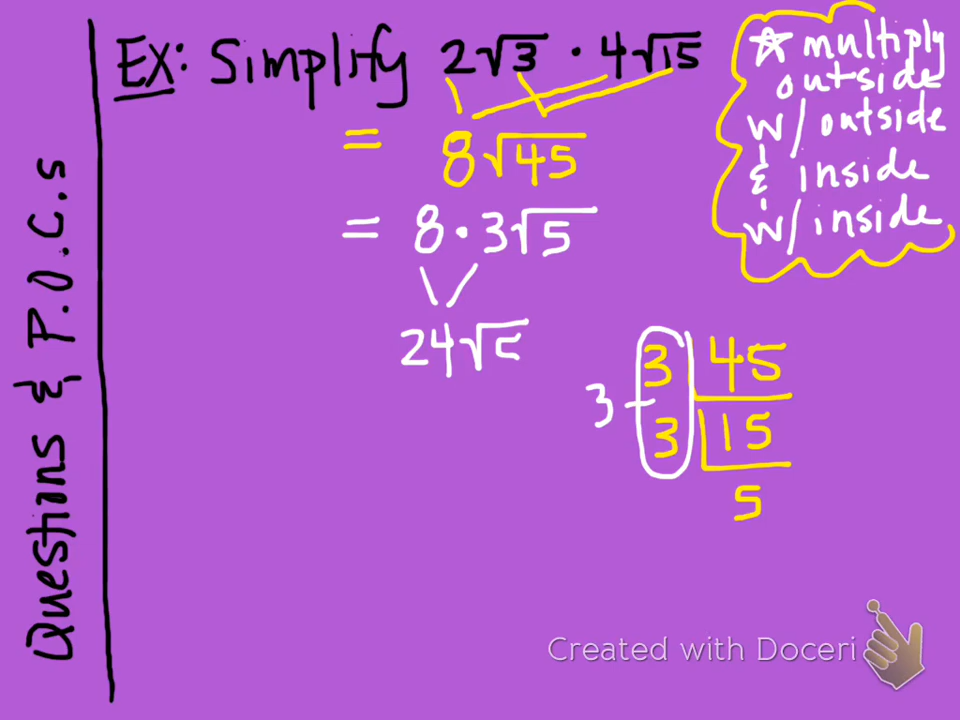 EX: Simplify 2√3 · 4√15
= 8√45
= 8 · 3√5
24√5
☆ multiply
outside
w/ outside
& inside
w/ inside
3 45
3 3 15
5
Questions & P.O.C.s
Created with Doceri